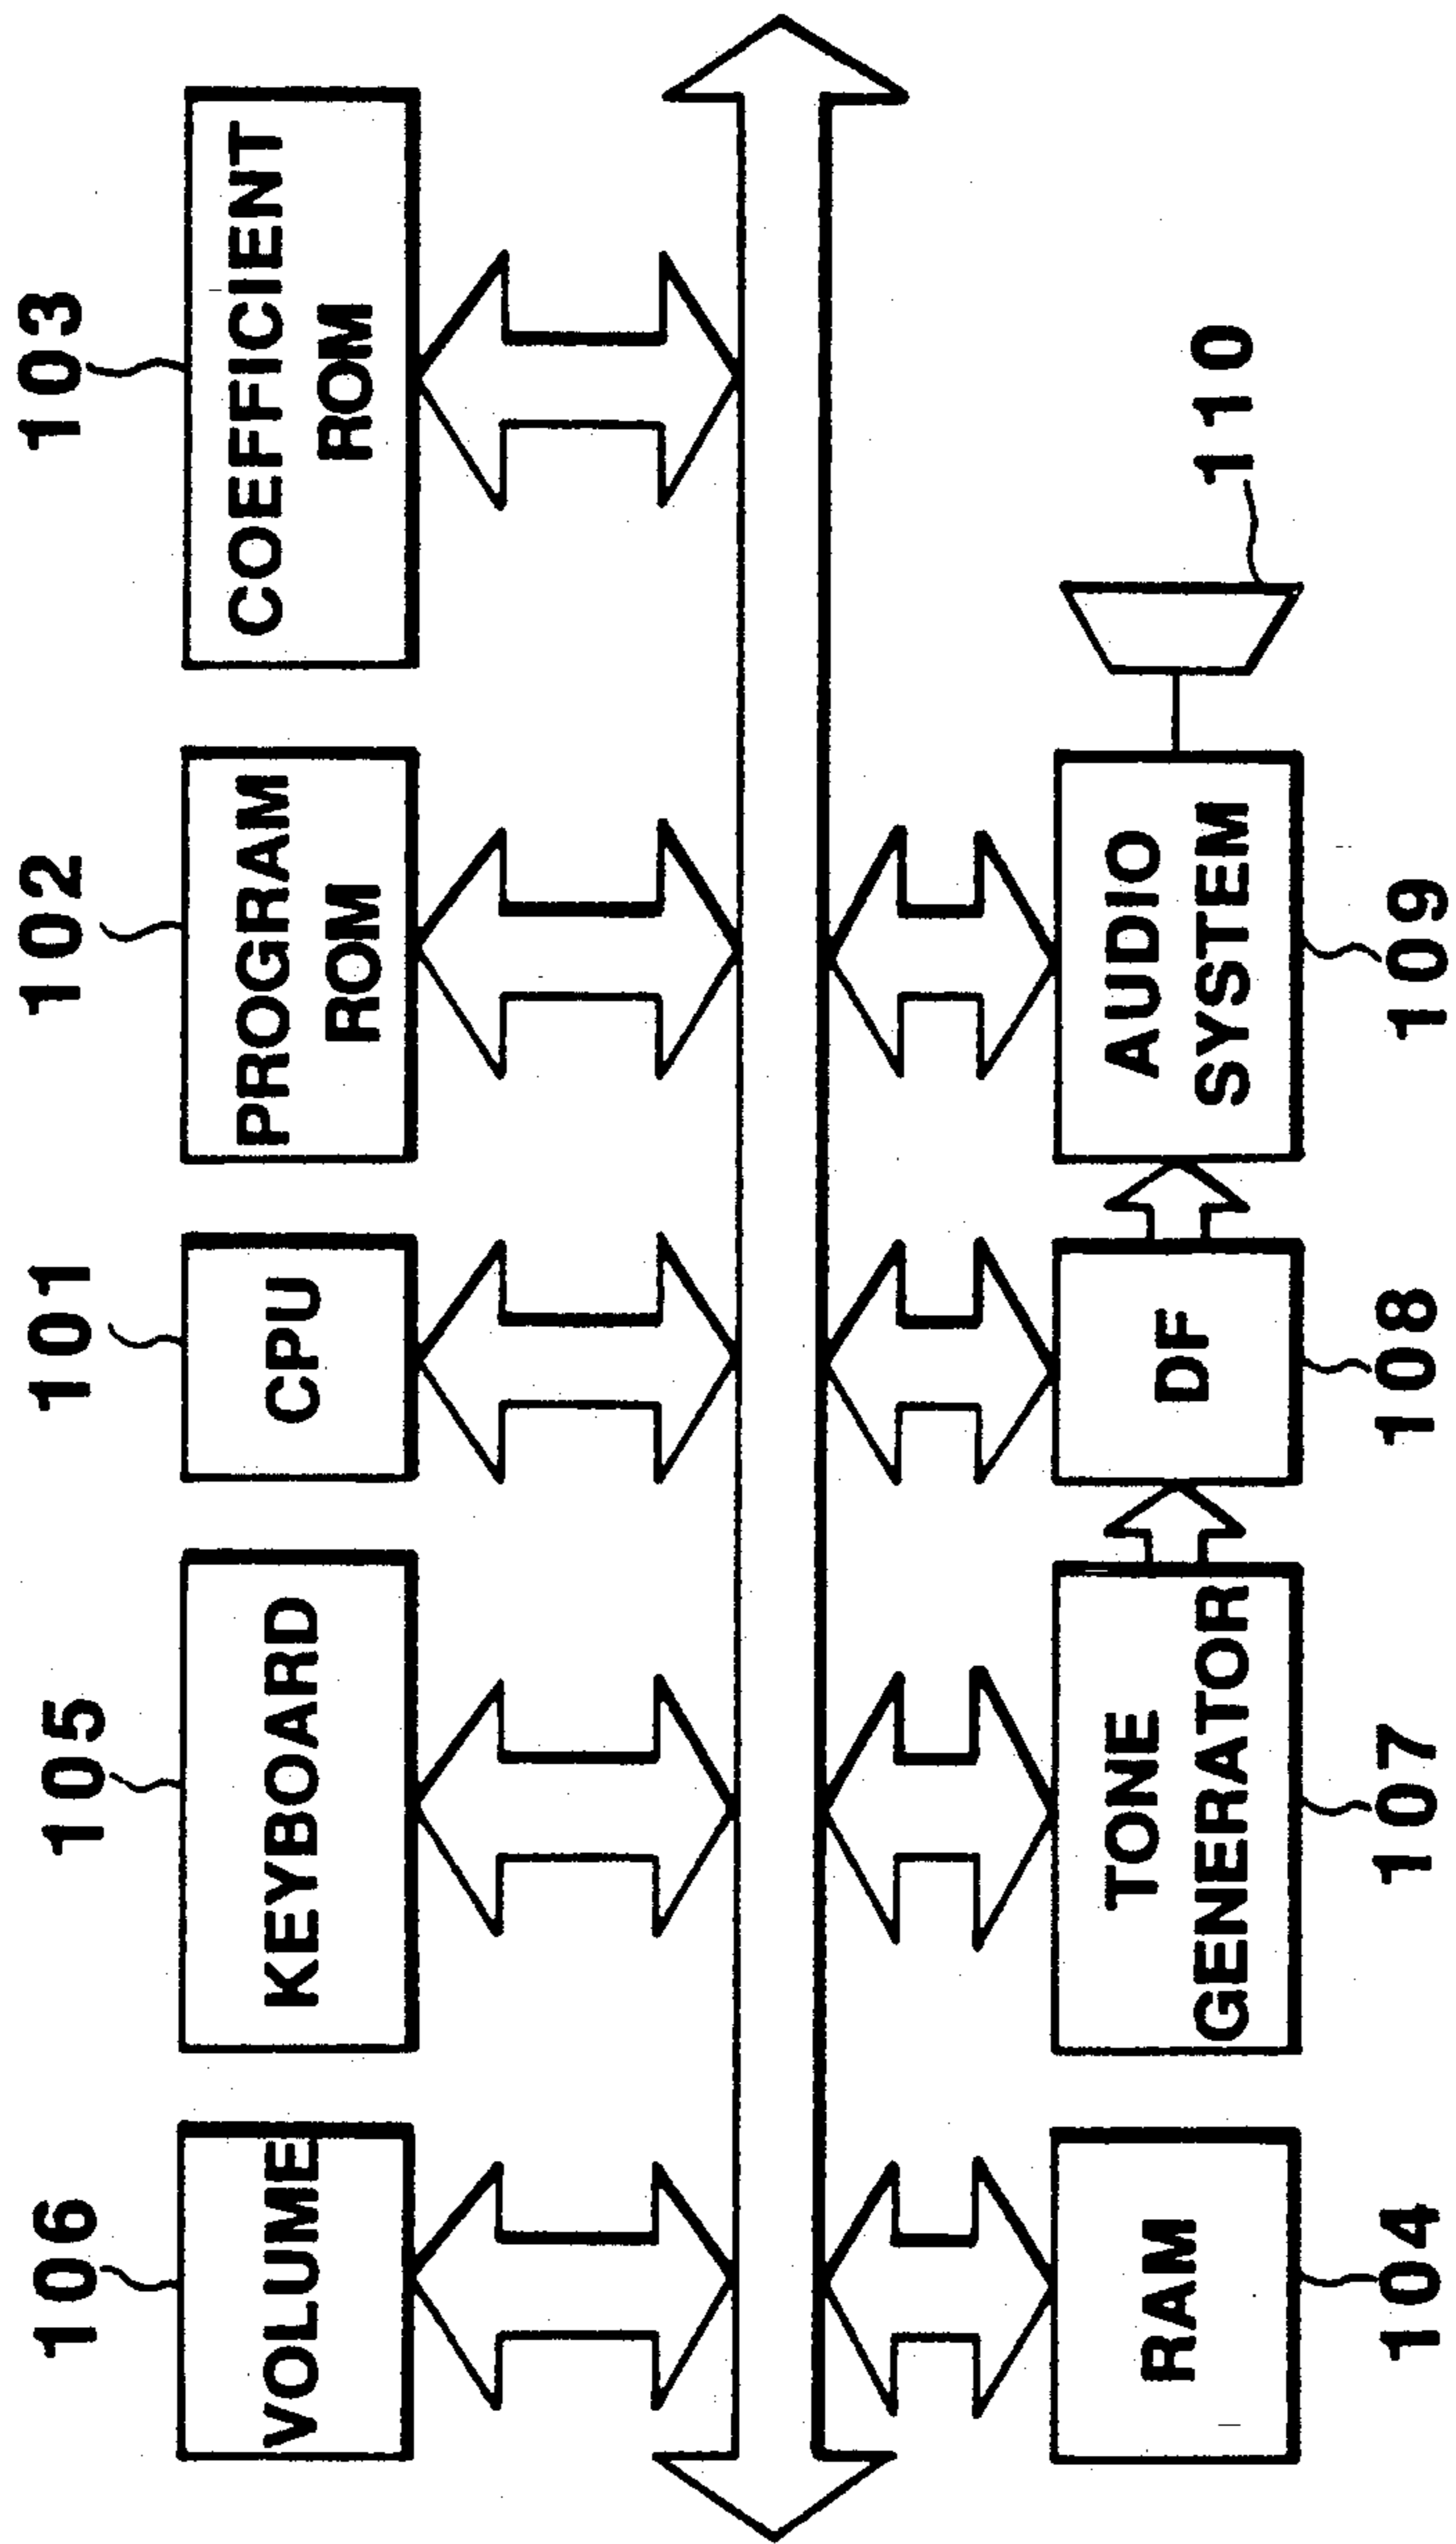 106
105
101
102
103
VOLUME
KEYBOARD
CPU
PROGRAM
ROM
COEFFICIENT
ROM
RAM
TONE
GENERATOR
DF
AUDIO
SYSTEM
110
104
107
108
109